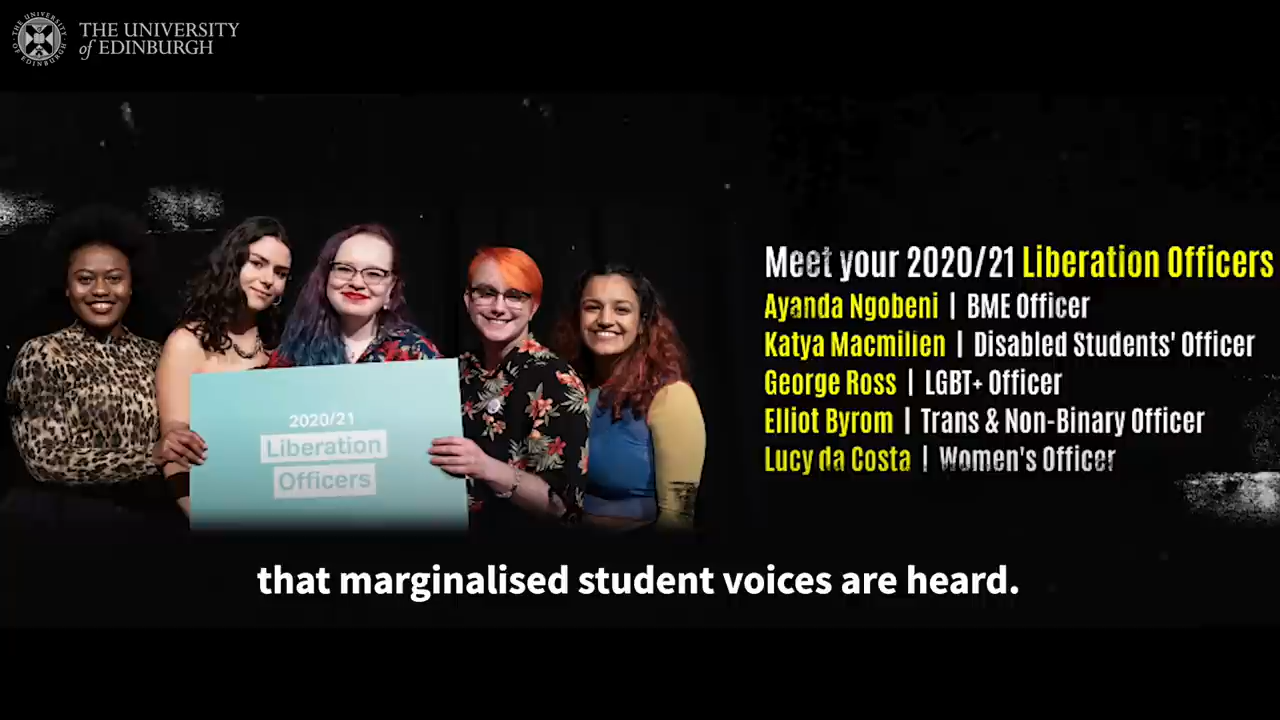 THE UNIVERSITY
of EDINBURGH
2020/21
Liberation
Officers
Meet your 2020/21 Liberation Officers
Ayanda Ngobeni | BME Officer
Katya Macmillen | Disabled Students' Officer
George Ross | LGBT+ Officer
Elliot Byrom | Trans & Non-Binary Officer
Lucy da Costa | Women's Officer
that marginalised student voices are heard.